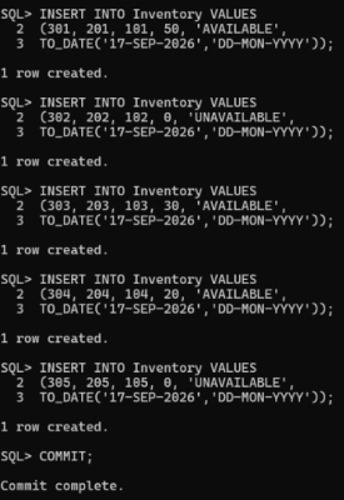 SQL> INSERT INTO Inventory VALUES
2 (301, 201, 101, 50, 'AVAILABLE',
3 TO_DATE('17-SEP-2026','DD-MON-YYYY'));
1 row created.
SQL> INSERT INTO Inventory VALUES
2 (302, 202, 102, 0, 'UNAVAILABLE',
3 TO_DATE('17-SEP-2026','DD-MON-YYYY'));
1 row created.
SQL> INSERT INTO Inventory VALUES
2 (303, 203, 103, 30, 'AVAILABLE',
3 TO_DATE('17-SEP-2026','DD-MON-YYYY'));
1 row created.
SQL> INSERT INTO Inventory VALUES
2 (304, 204, 104, 20, 'AVAILABLE',
3 TO_DATE('17-SEP-2026','DD-MON-YYYY'));
1 row created.
SQL> INSERT INTO Inventory VALUES
2 (305, 205, 105, 0, 'UNAVAILABLE',
3 TO_DATE('17-SEP-2026','DD-MON-YYYY'));
1 row created.
SQL> COMMIT;
Commit complete.